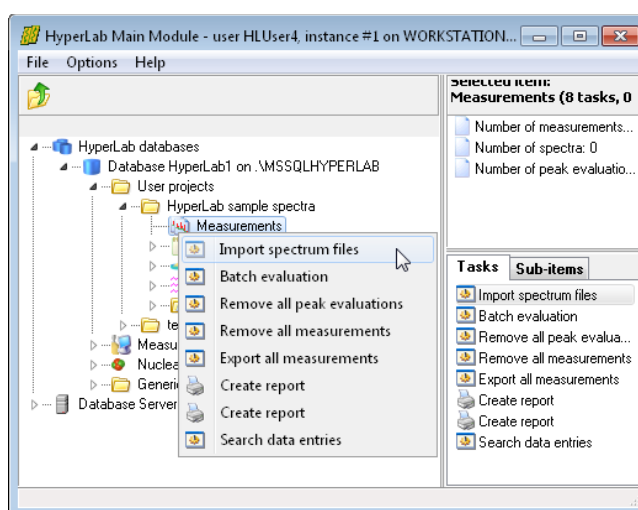 HyperLab Main Module - user HLUser4, instance #1 on WORKSTATION...
File Options Help
Selected item:
Measurements (8 tasks, 0
Number of measurements...
Number of spectra: 0
Number of peak evaluatio...
HyperLab databases
Database HyperLab1 on .\MSSQLHYPERLAB
User projects
HyperLab sample spectra
Measurements
te
Measu
Nuclea
Generi
Database Server
Import spectrum files
Batch evaluation
Remove all peak evaluations
Remove all measurements
Export all measurements
Create report
Create report
Search data entries
Tasks Sub-items
Import spectrum files
Batch evaluation
Remove all peak evalua...
Remove all measurements
Export all measurements
Create report
Create report
Search data entries